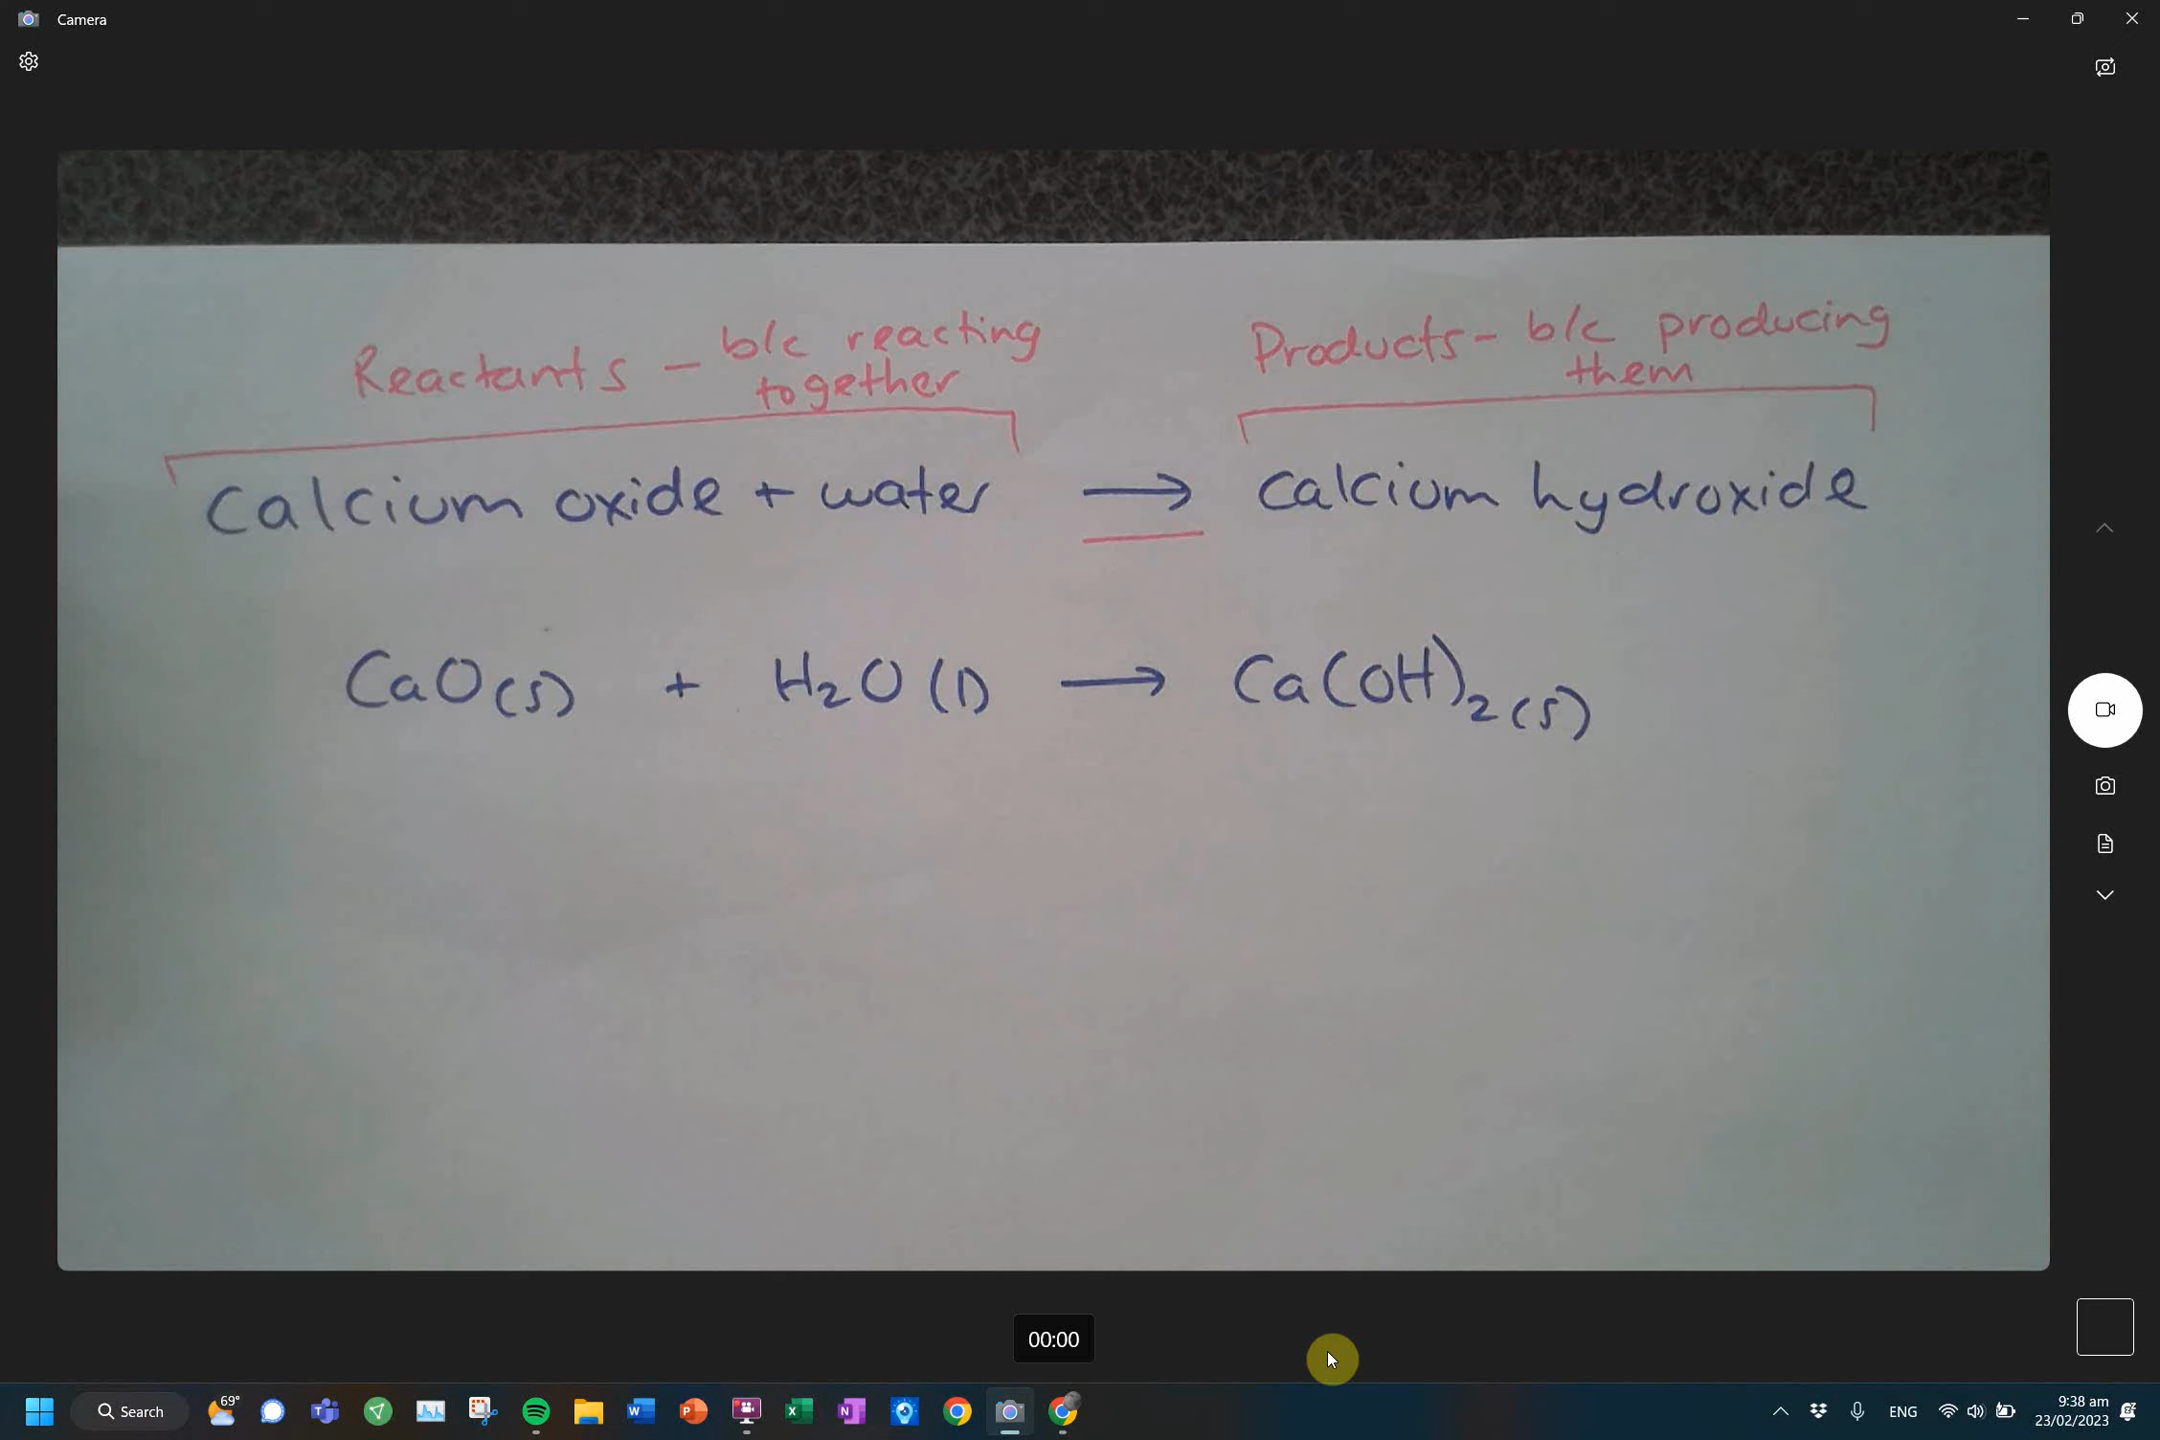 Camera
Reactants - b/c reacting together
Products - b/c producing them
Calcium oxide + water → Calcium hydroxide
CaO(s) + H₂O(l) → Ca(OH)₂(s)
00:00
69°
Search
ENG
9:38 am
23/02/2023